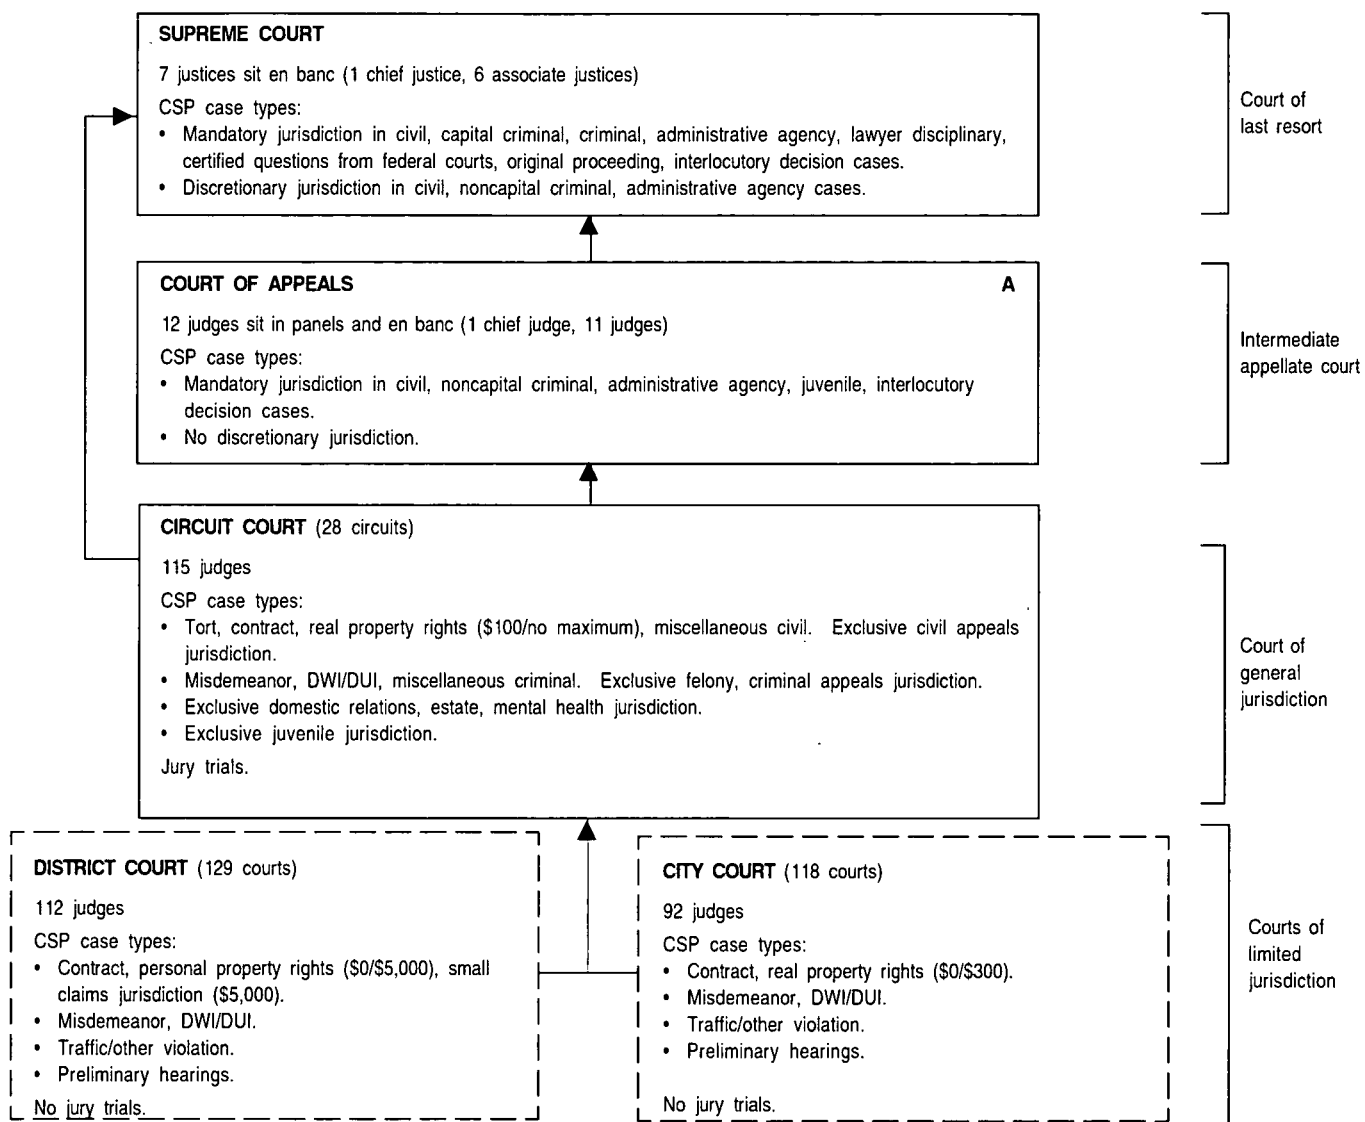 SUPREME COURT
7 justices sit en banc (1 chief justice, 6 associate justices)
CSP case types:
• Mandatory jurisdiction in civil, capital criminal, criminal, administrative agency, lawyer disciplinary,
certified questions from federal courts, original proceeding, interlocutory decision cases.
• Discretionary jurisdiction in civil, noncapital criminal, administrative agency cases.
Court of
last resort
COURT OF APPEALS
A
12 judges sit in panels and en banc (1 chief judge, 11 judges)
CSP case types:
• Mandatory jurisdiction in civil, noncapital criminal, administrative agency, juvenile, interlocutory
decision cases.
• No discretionary jurisdiction.
Intermediate
appellate court
CIRCUIT COURT (28 circuits)
115 judges
CSP case types:
• Tort, contract, real property rights ($100/no maximum), miscellaneous civil. Exclusive civil appeals
jurisdiction.
• Misdemeanor, DWI/DUI, miscellaneous criminal. Exclusive felony, criminal appeals jurisdiction.
• Exclusive domestic relations, estate, mental health jurisdiction.
• Exclusive juvenile jurisdiction.
Jury trials.
Court of
general
jurisdiction
DISTRICT COURT (129 courts)
112 judges
CSP case types:
• Contract, personal property rights ($0/$5,000), small
claims jurisdiction ($5,000).
• Misdemeanor, DWI/DUI.
• Traffic/other violation.
• Preliminary hearings.
No jury trials.
CITY COURT (118 courts)
92 judges
CSP case types:
• Contract, real property rights ($0/$300).
• Misdemeanor, DWI/DUI.
• Traffic/other violation.
• Preliminary hearings.
No jury trials.
Courts of
limited
jurisdiction